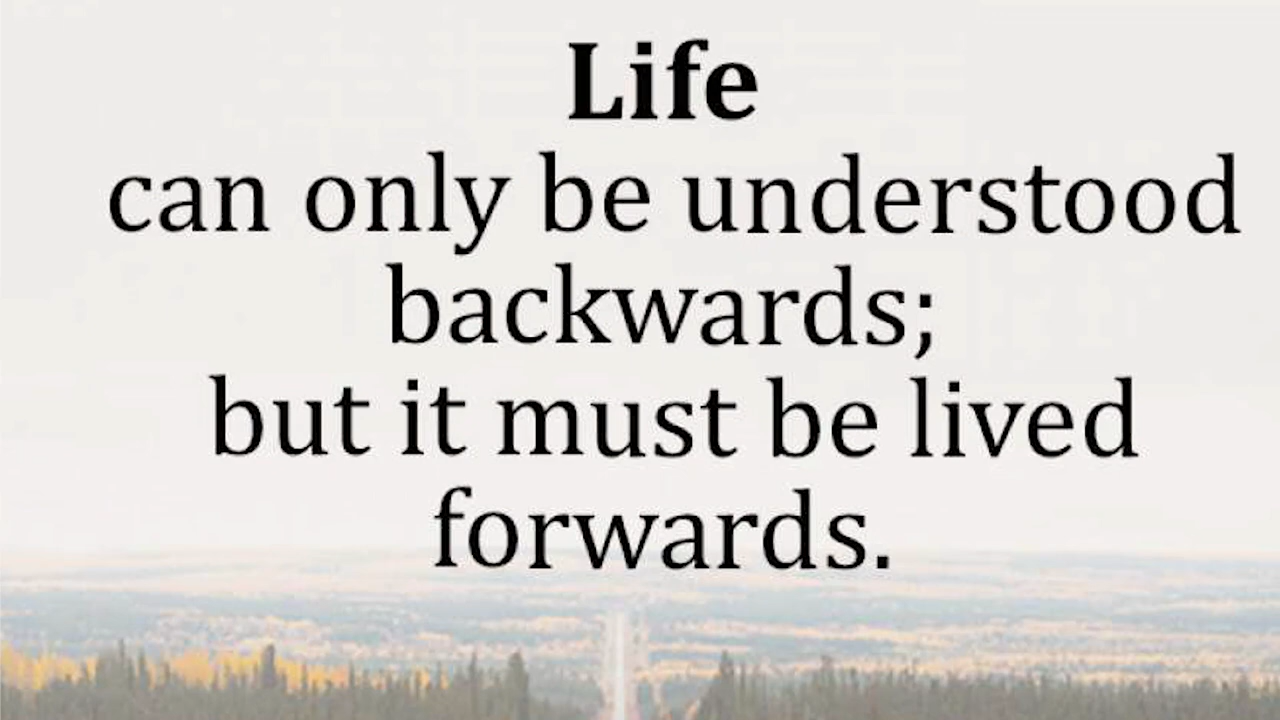 Life
can only be understood
backwards;
but it must be lived
forwards.